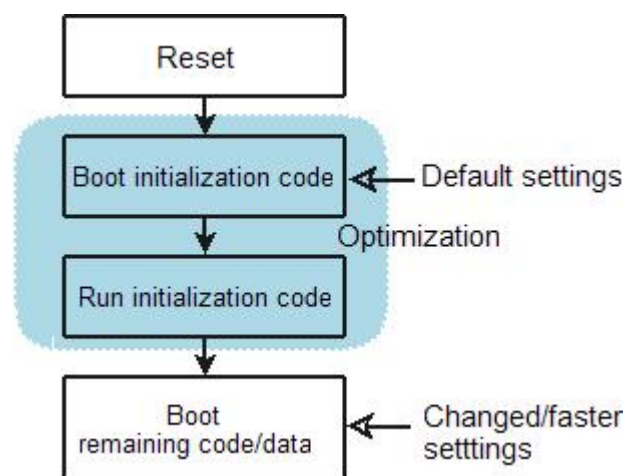 Reset
Boot initialization code
Default settings
Optimization
Run initialization code
Boot
remaining code/data
Changed/faster
setttings